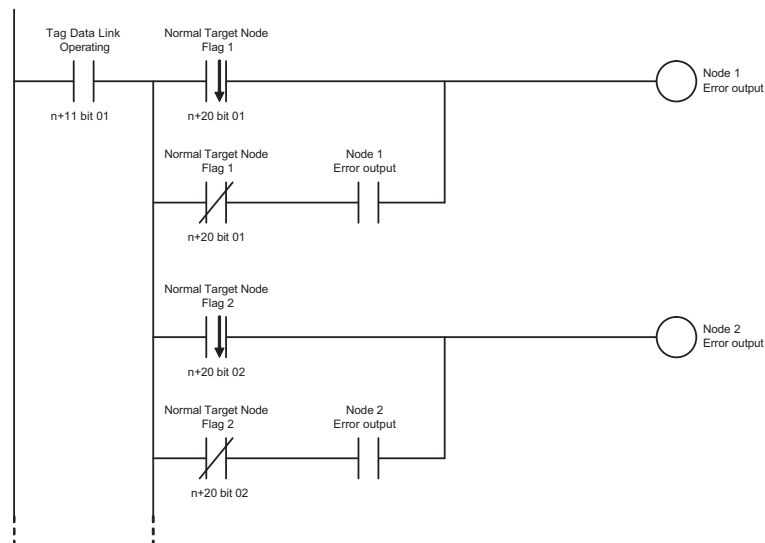 Tag Data Link
Operating
n+11 bit 01
Normal Target Node
Flag 1
n+20 bit 01
Node 1
Error output
Normal Target Node
Flag 1
n+20 bit 01
Node 1
Error output
Normal Target Node
Flag 2
n+20 bit 02
Node 2
Error output
Normal Target Node
Flag 2
n+20 bit 02
Node 2
Error output